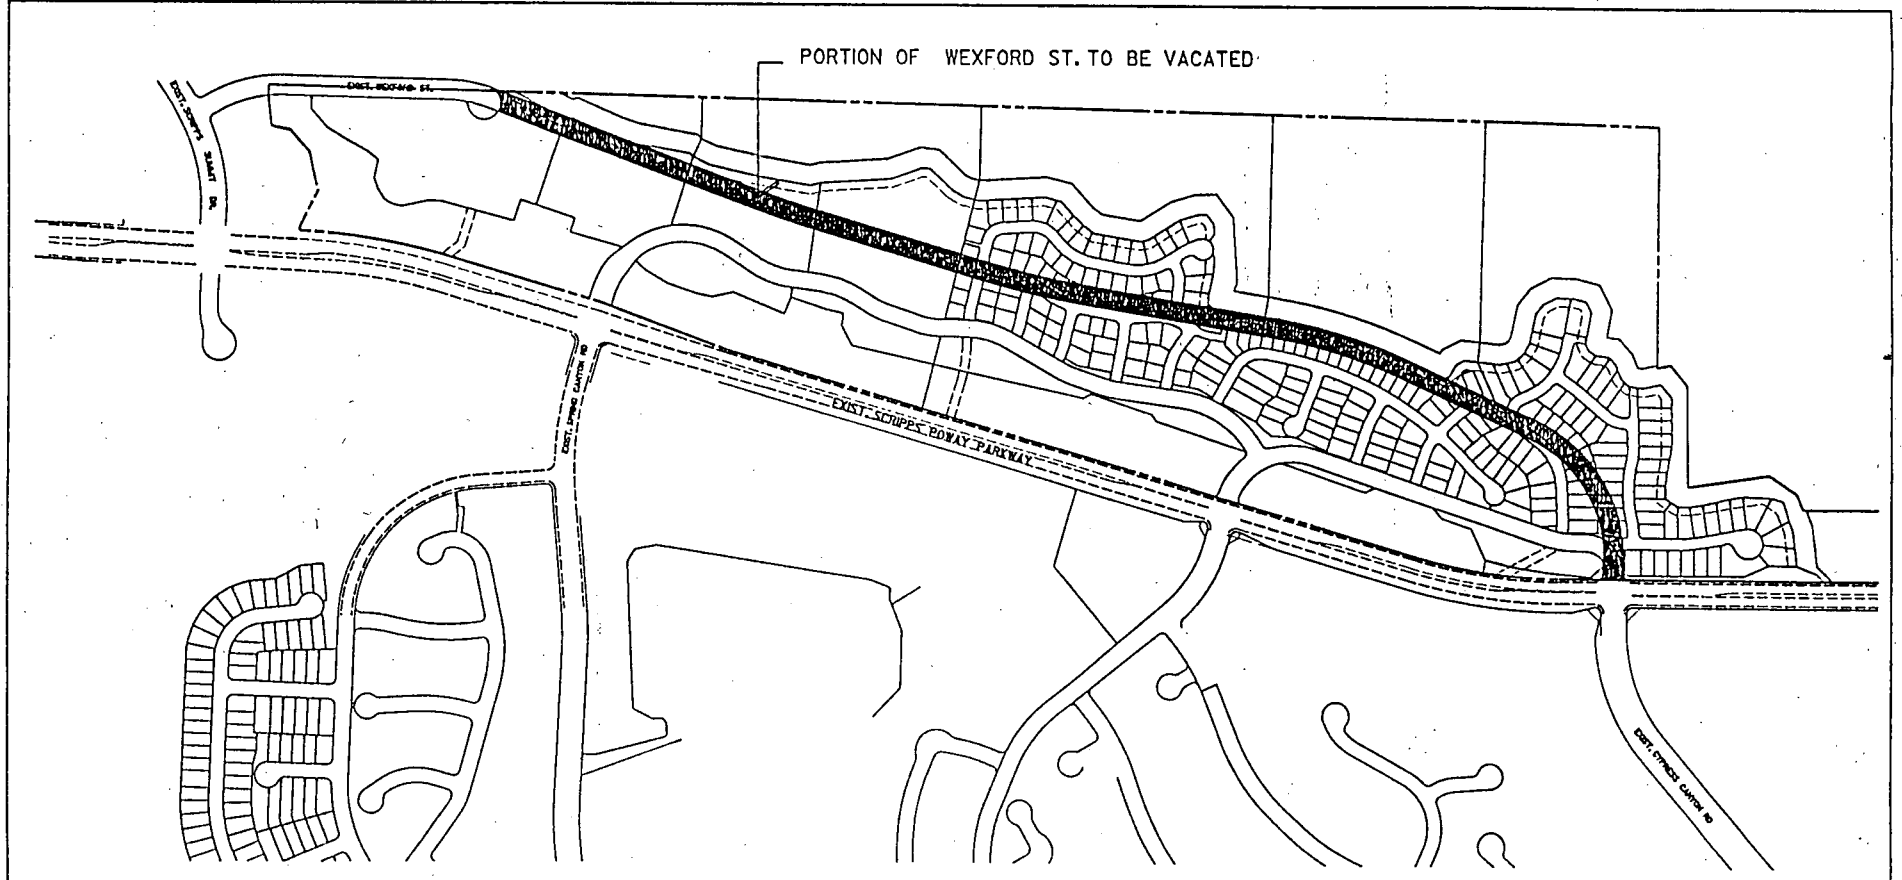 PORTION OF WEXFORD ST. TO BE VACATED
EXIST. WEXFORD ST.
EXIST. SCRIPPS SUMMIT DR.
EXIST. SPRING CANYON RD
EXIST. SCRIPPS POWAY PARKWAY
EXIST. CYPRESS CANYON RD